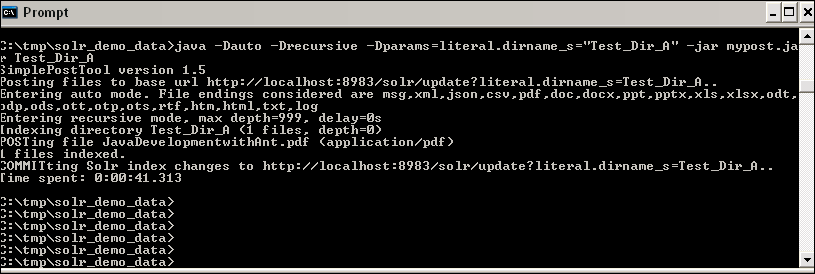 Prompt
C:\tmp\solr_demo_data>java -Dauto -Drecursive -Dparams=literal.dirname_s="Test_Dir_A" -jar mypost.ja
r Test_Dir_A
SimplePostTool version 1.5
Posting files to base url http://localhost:8983/solr/update?literal.dirname_s=Test_Dir_A..
Entering auto mode. File endings considered are msg,xml,json,csv,pdf,doc,docx,ppt,pptx,xls,xlsx,odt,
odp,ods,ott,otp,ots,rtf,htm,html,txt,log
Entering recursive mode, max depth=999, delay=0s
Indexing directory Test_Dir_A (1 files, depth=0)
POSTing file JavaDevelopmentwithAnt.pdf (application/pdf)
1 files indexed.
COMMITting Solr index changes to http://localhost:8983/solr/update?literal.dirname_s=Test_Dir_A..
Time spent: 0:00:41.313
C:\tmp\solr_demo_data>
C:\tmp\solr_demo_data>
C:\tmp\solr_demo_data>
C:\tmp\solr_demo_data>
C:\tmp\solr_demo_data>
C:\tmp\solr_demo_data>